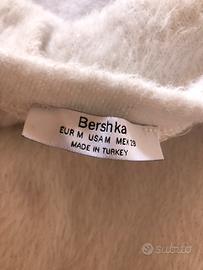 Bershka
EUR M USA M MEX 28
MADE IN TURKEY
subito